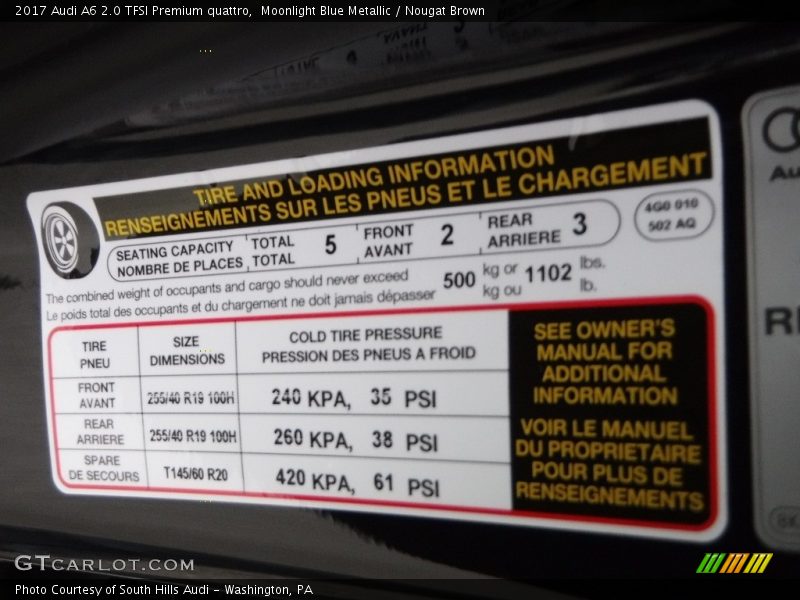 2017 Audi A6 2.0 TFSI Premium quattro,  Moonlight Blue Metallic / Nougat Brown
TIRE AND LOADING INFORMATION
RENSEIGNEMENTS SUR LES PNEUS ET LE CHARGEMENT
SEATING CAPACITY TOTAL 5 FRONT 2 REAR 3
NOMBRE DE PLACES TOTAL AVANT ARRIERE
4G0 010
502 AQ
The combined weight of occupants and cargo should never exceed 500 kg or 1102 lbs.
Le poids total des occupants et du chargement ne doit jamais dépasser kg ou lb.
TIRE SIZE COLD TIRE PRESSURE
PNEU DIMENSIONS PRESSION DES PNEUS A FROID
FRONT
AVANT 255/40 R19 100H 240 KPA, 35 PSI
REAR
ARRIERE 255/40 R19 100H 260 KPA, 38 PSI
SPARE
DE SECOURS T145/60 R20 420 KPA, 61 PSI
SEE OWNER'S
MANUAL FOR
ADDITIONAL
INFORMATION
VOIR LE MANUEL
DU PROPRIETAIRE
POUR PLUS DE
RENSEIGNEMENTS
GTCARLOT.COM
Photo Courtesy of South Hills Audi - Washington, PA